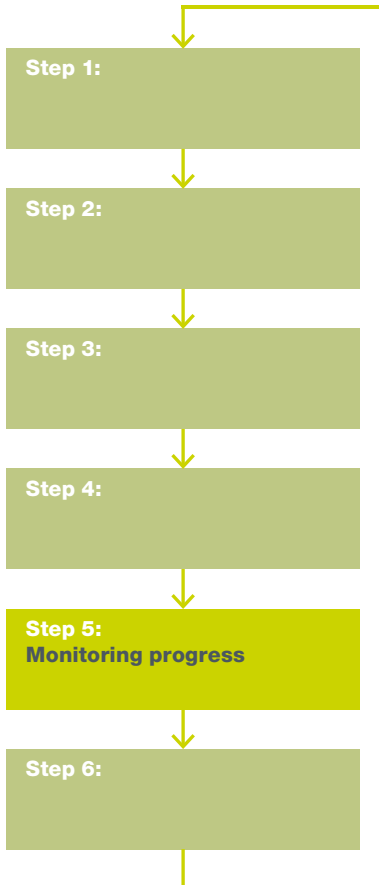 Step 1:
Step 2:
Step 3:
Step 4:
Step 5:
Monitoring progress
Step 6: